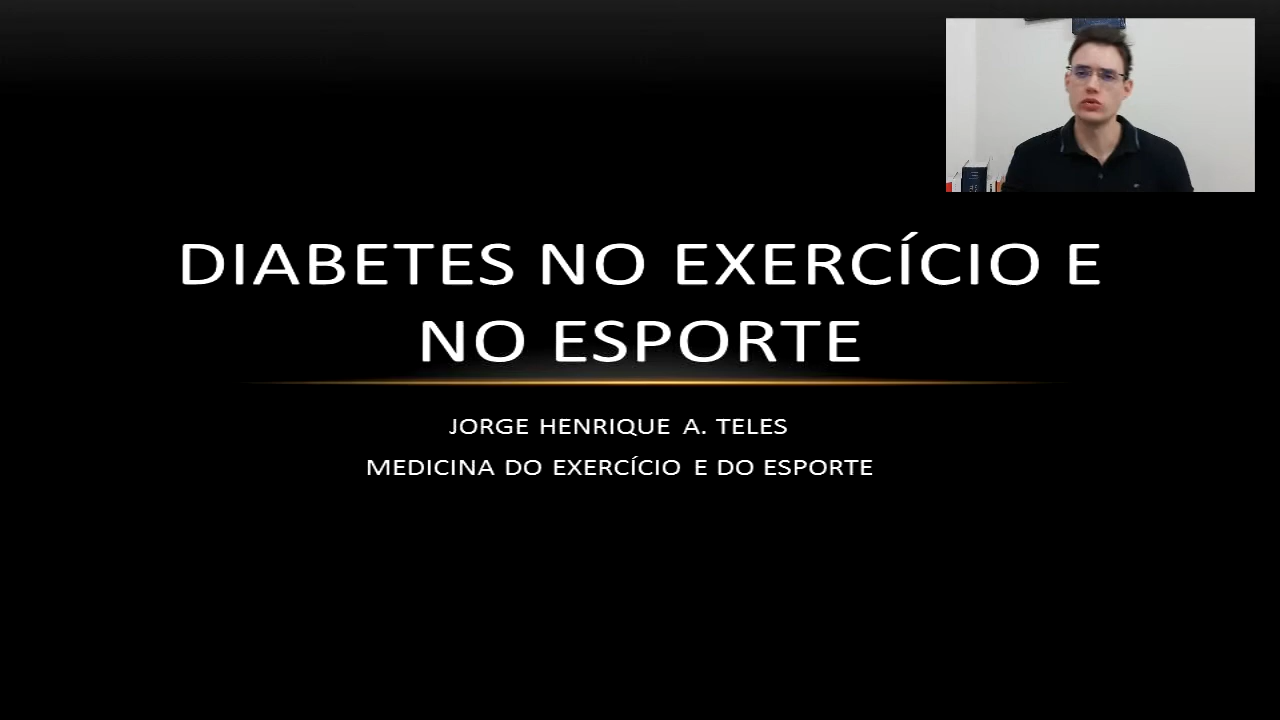 DIABETES NO EXERCÍCIO E
NO ESPORTE
JORGE HENRIQUE A. TELES
MEDICINA DO EXERCÍCIO E DO ESPORTE